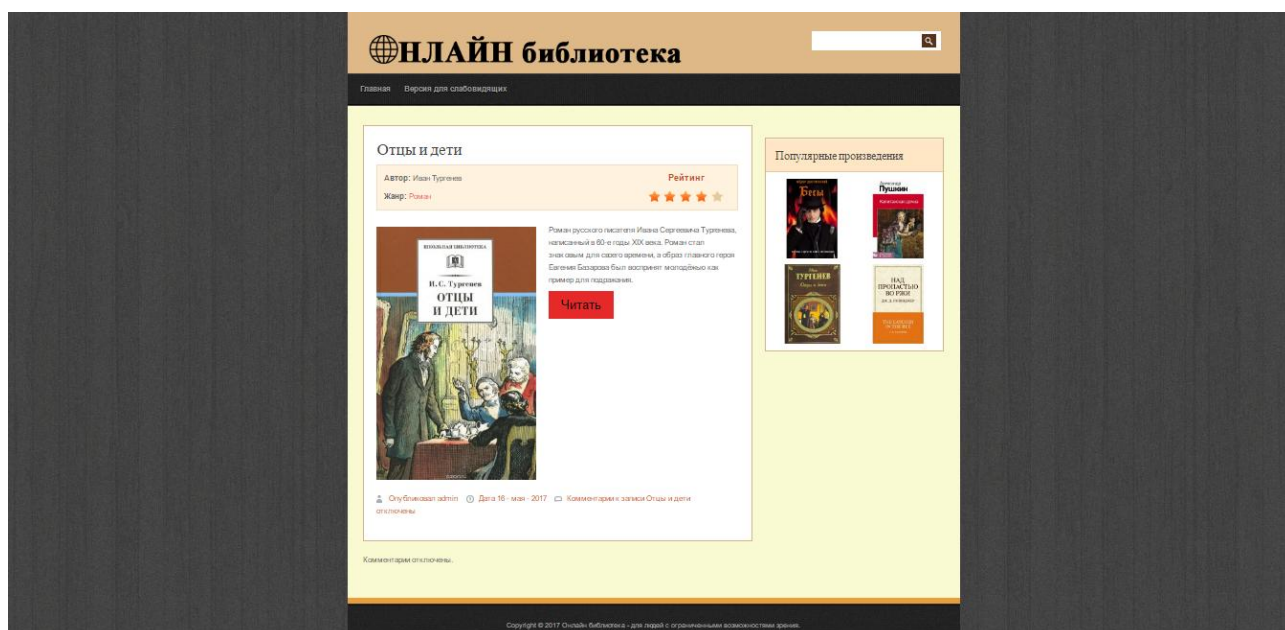 ОНЛАЙН библиотека
Главная Версия для слабовидящих
Отцы и дети
Автор: Иван Тургенев
Рейтинг
Жанр: Роман
ШКОЛЬНАЯ БИБЛИОТЕКА
И. С. Тургенев
ОТЦЫ
И ДЕТИ
Роман русского писателя Ивана Сергеевича Тургенева,
написанный в 60-е годы XIX века. Роман стал
знаковым для своего времени, а образ главного героя
Евгения Базарова был воспринят молодёжью как
пример для подражания.
Читать
Опубликовал admin Дата 16 - мая - 2017 Комментарии к записи Отцы и дети
отключены
Комментарии отключены.
Популярные произведения
Бесы
Пушкин
Капитанская дочка
ТУРГЕНЕВ
Отцы и дети
НАД
ПРОПАСТЬЮ
ВО РЖИ
Copyright © 2017 Онлайн библиотека - для людей с ограниченными возможностями зрения.